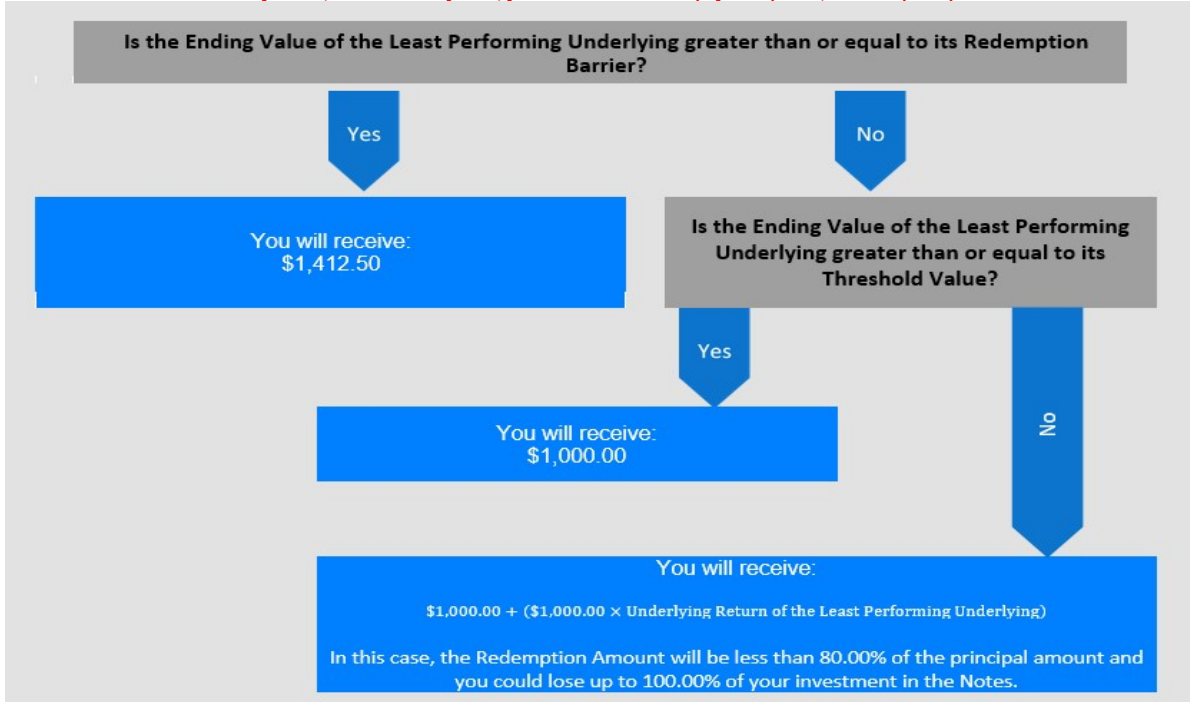 Is the Ending Value of the Least Performing Underlying greater than or equal to its Redemption
Barrier?
Yes
No
You will receive:
$1,412.50
Is the Ending Value of the Least Performing
Underlying greater than or equal to its
Threshold Value?
Yes
No
You will receive:
$1,000.00
You will receive:
$1,000.00 + ($1,000.00 × Underlying Return of the Least Performing Underlying)
In this case, the Redemption Amount will be less than 80.00% of the principal amount and
you could lose up to 100.00% of your investment in the Notes.